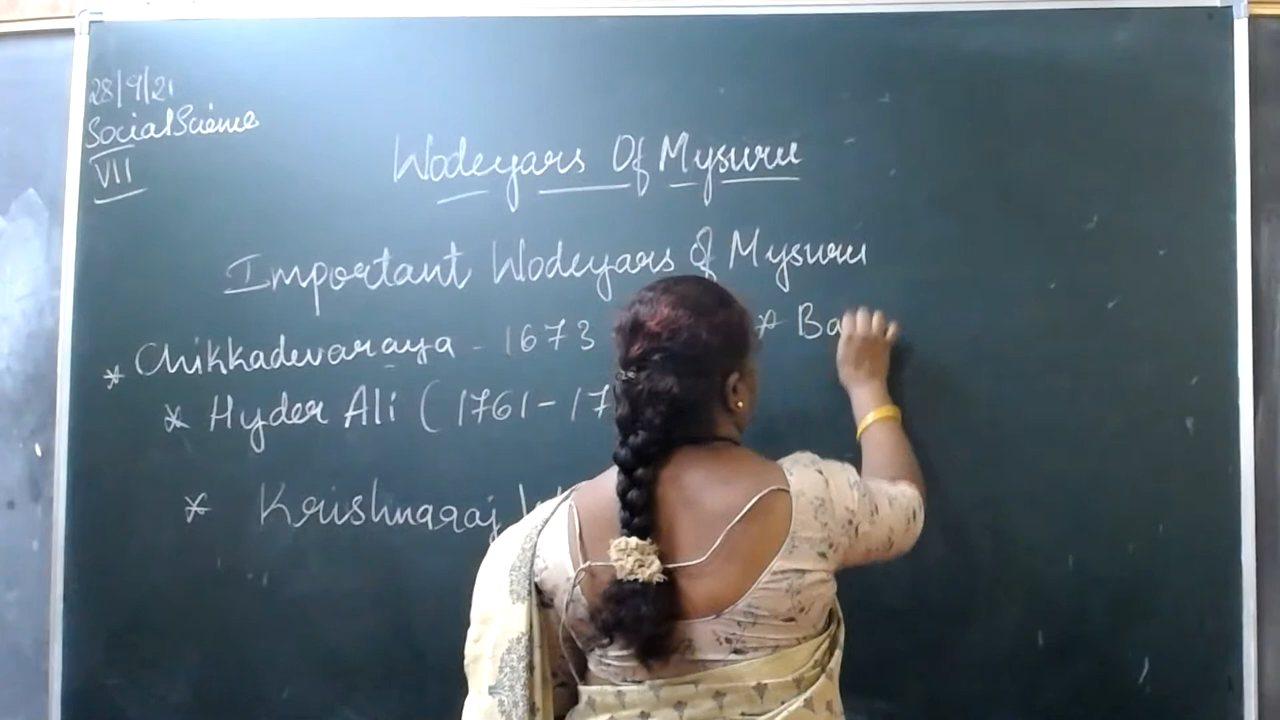 28/9/21
Social Science
VII
Wodeyars Of Mysuru
Important Wodeyars of Mysuru
* Chikkadevaraya - 1673 * Ba
* Hyder Ali ( 1761 - 17
* Krishnaraj